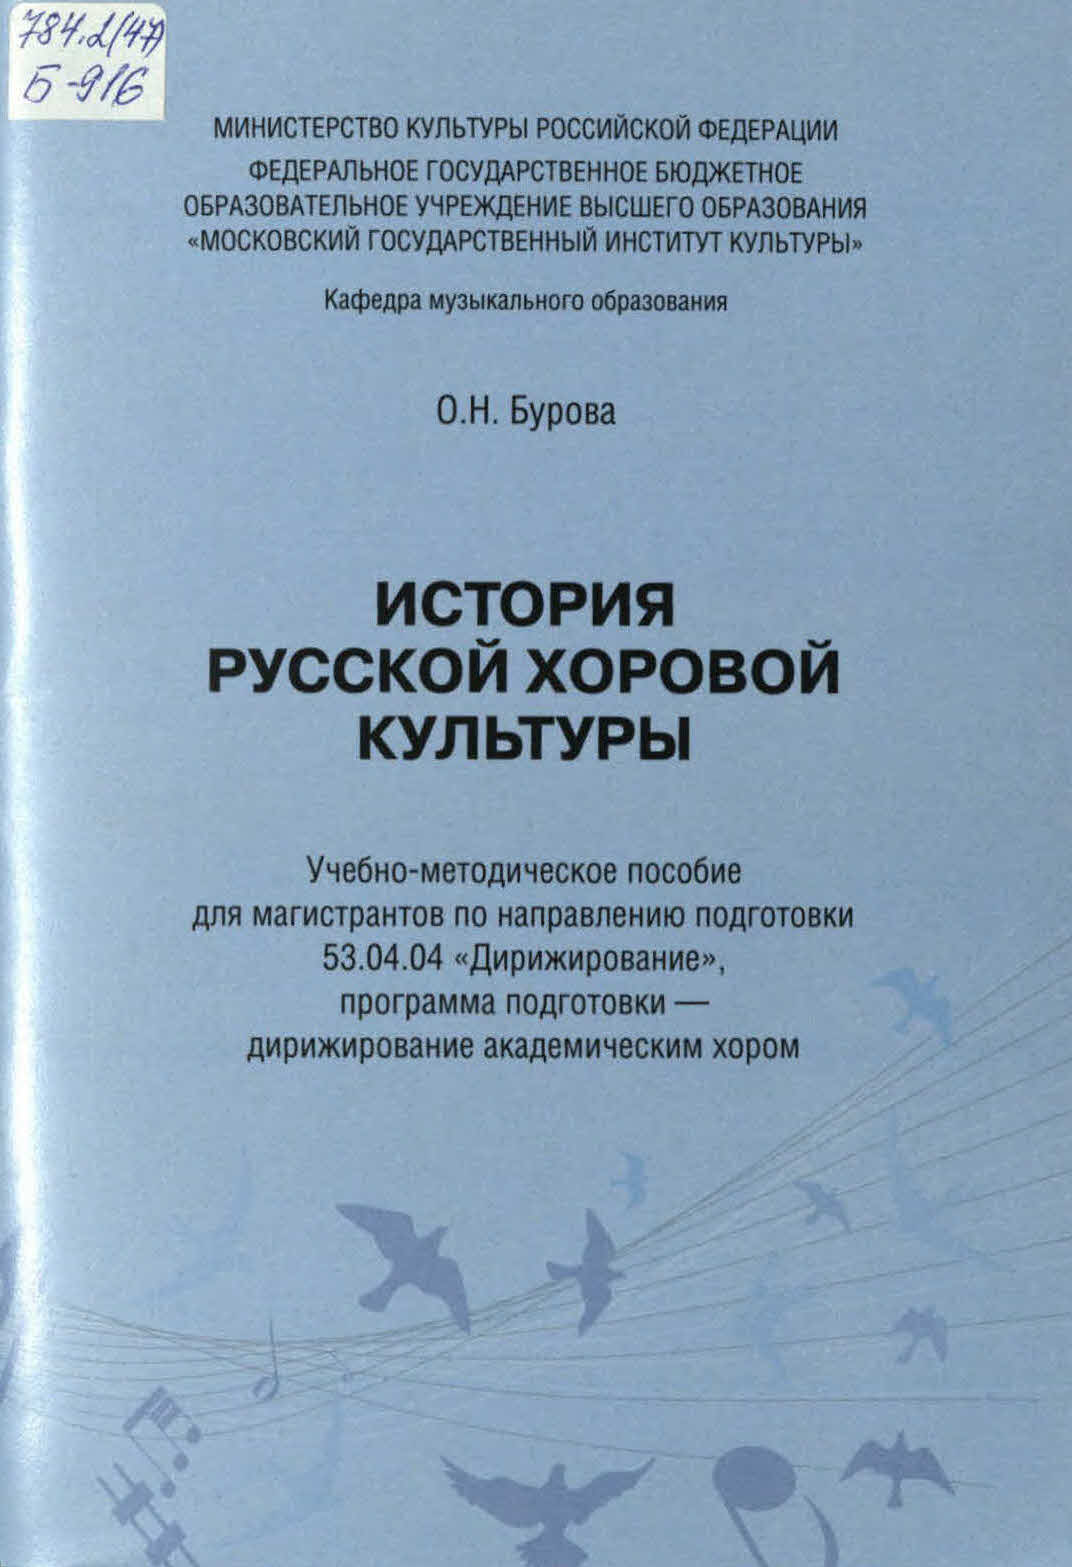 784.2(47)
Б-916
МИНИСТЕРСТВО КУЛЬТУРЫ РОССИЙСКОЙ ФЕДЕРАЦИИ
ФЕДЕРАЛЬНОЕ ГОСУДАРСТВЕННОЕ БЮДЖЕТНОЕ
ОБРАЗОВАТЕЛЬНОЕ УЧРЕЖДЕНИЕ ВЫСШЕГО ОБРАЗОВАНИЯ
«МОСКОВСКИЙ ГОСУДАРСТВЕННЫЙ ИНСТИТУТ КУЛЬТУРЫ»
Кафедра музыкального образования
О.Н. Бурова
ИСТОРИЯ
РУССКОЙ ХОРОВОЙ
КУЛЬТУРЫ
Учебно-методическое пособие
для магистрантов по направлению подготовки
53.04.04 «Дирижирование»,
программа подготовки —
дирижирование академическим хором